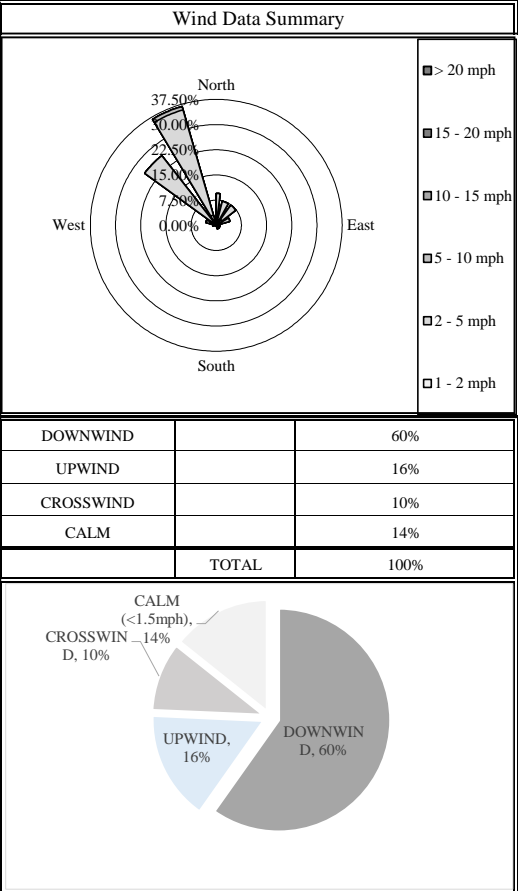 Wind Data Summary
North
37.50%
30.00%
22.50%
15.00%
7.50%
0.00%
West
East
South
> 20 mph
15 - 20 mph
10 - 15 mph
5 - 10 mph
2 - 5 mph
1 - 2 mph
DOWNWIND 60%
UPWIND 16%
CROSSWIND 10%
CALM 14%
TOTAL 100%
CALM
(<1.5mph),
14%
CROSSWIN
D, 10%
UPWIND,
16%
DOWNWIN
D, 60%